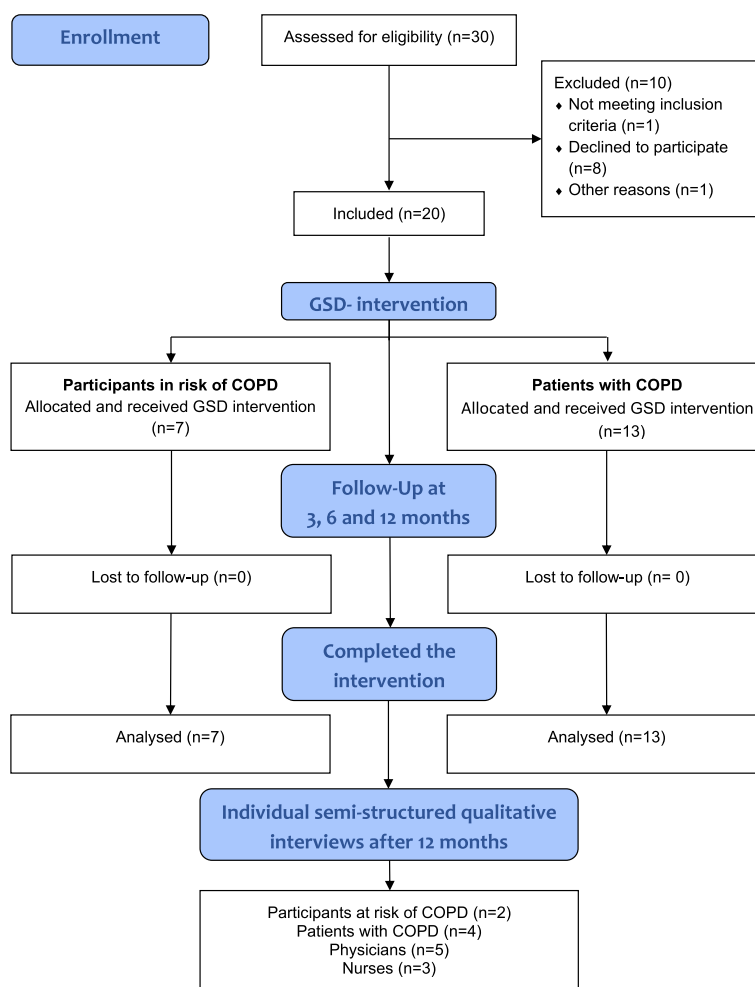 Enrollment
Assessed for eligibility (n=30)
Excluded (n=10)
♦ Not meeting inclusion
criteria (n=1)
♦ Declined to participate
(n=8)
♦ Other reasons (n=1)
Included (n=20)
GSD- intervention
Participants in risk of COPD
Allocated and received GSD intervention
(n=7)
Patients with COPD
Allocated and received GSD intervention
(n=13)
Follow-Up at
3, 6 and 12 months
Lost to follow-up (n=0)
Lost to follow-up (n= 0)
Completed the
intervention
Analysed (n=7)
Analysed (n=13)
Individual semi-structured qualitative
interviews after 12 months
Participants at risk of COPD (n=2)
Patients with COPD (n=4)
Physicians (n=5)
Nurses (n=3)